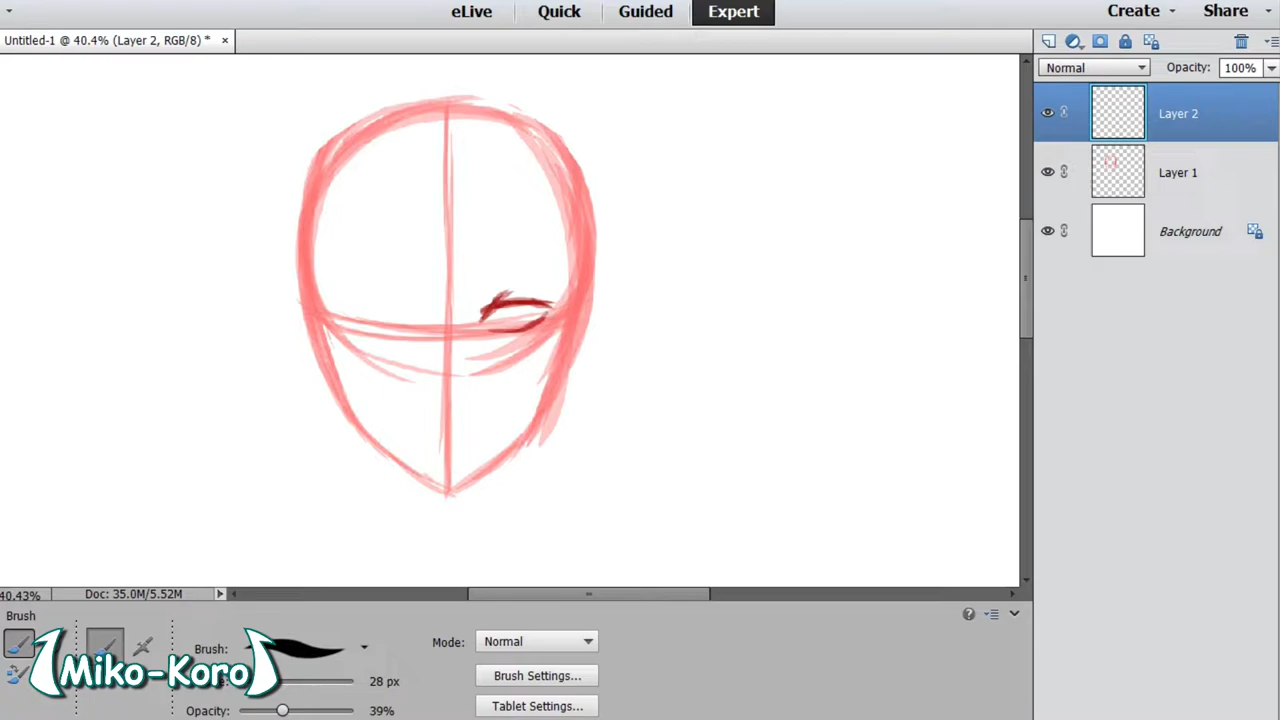 eLive Quick Guided Expert Create Share
Untitled-1 @ 40.4% (Layer 2, RGB/8) * ×
Normal Opacity: 100%
Layer 2
Layer 1
Background
40.43% Doc: 35.0M/5.52M
Brush
Brush: Mode: Normal
28 px Brush Settings...
Opacity: 39% Tablet Settings...
(Miko-Koro)